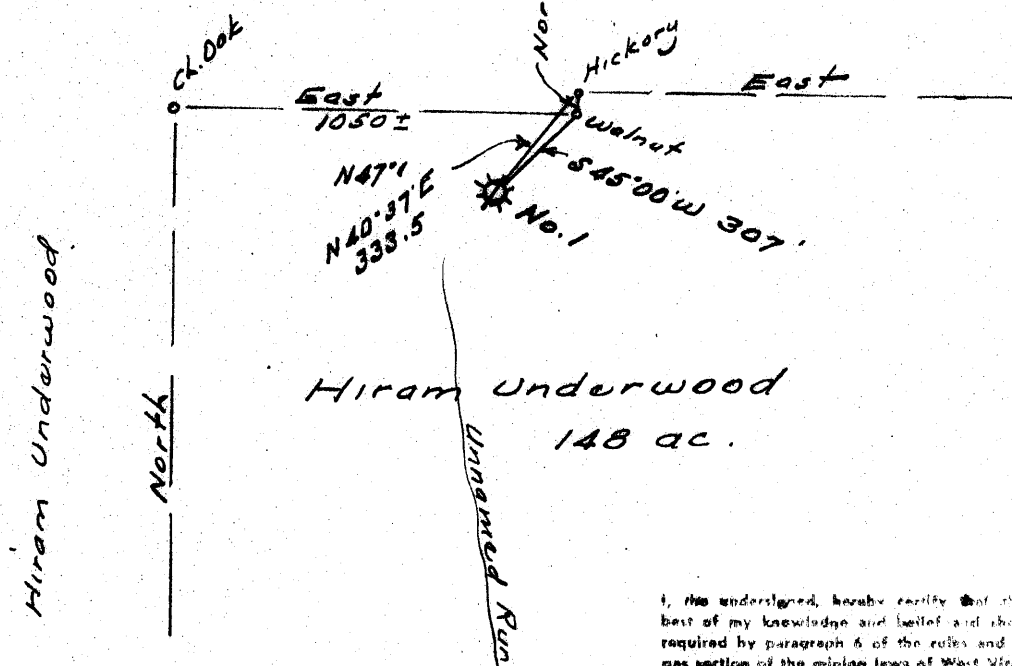 Ch. Oak
Nor
Hickory
East
East
1050 ±
Walnut
N47°1
N40°37'E
333.5
S45°00'W 307'
No. 1
Hiram Underwood
North
Hiram Underwood
148 ac.
Unnamed Run
I, the undersigned, hereby certify that
best of my knowledge and belief and
required by paragraph 6 of the rules and
gas section of the mining laws of West